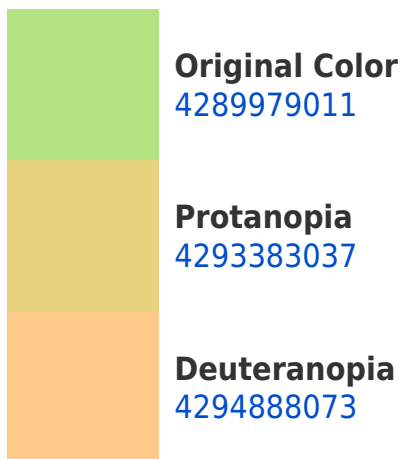 Original Color
4289979011
Protanopia
4293383037
Deuteranopia
4294888073